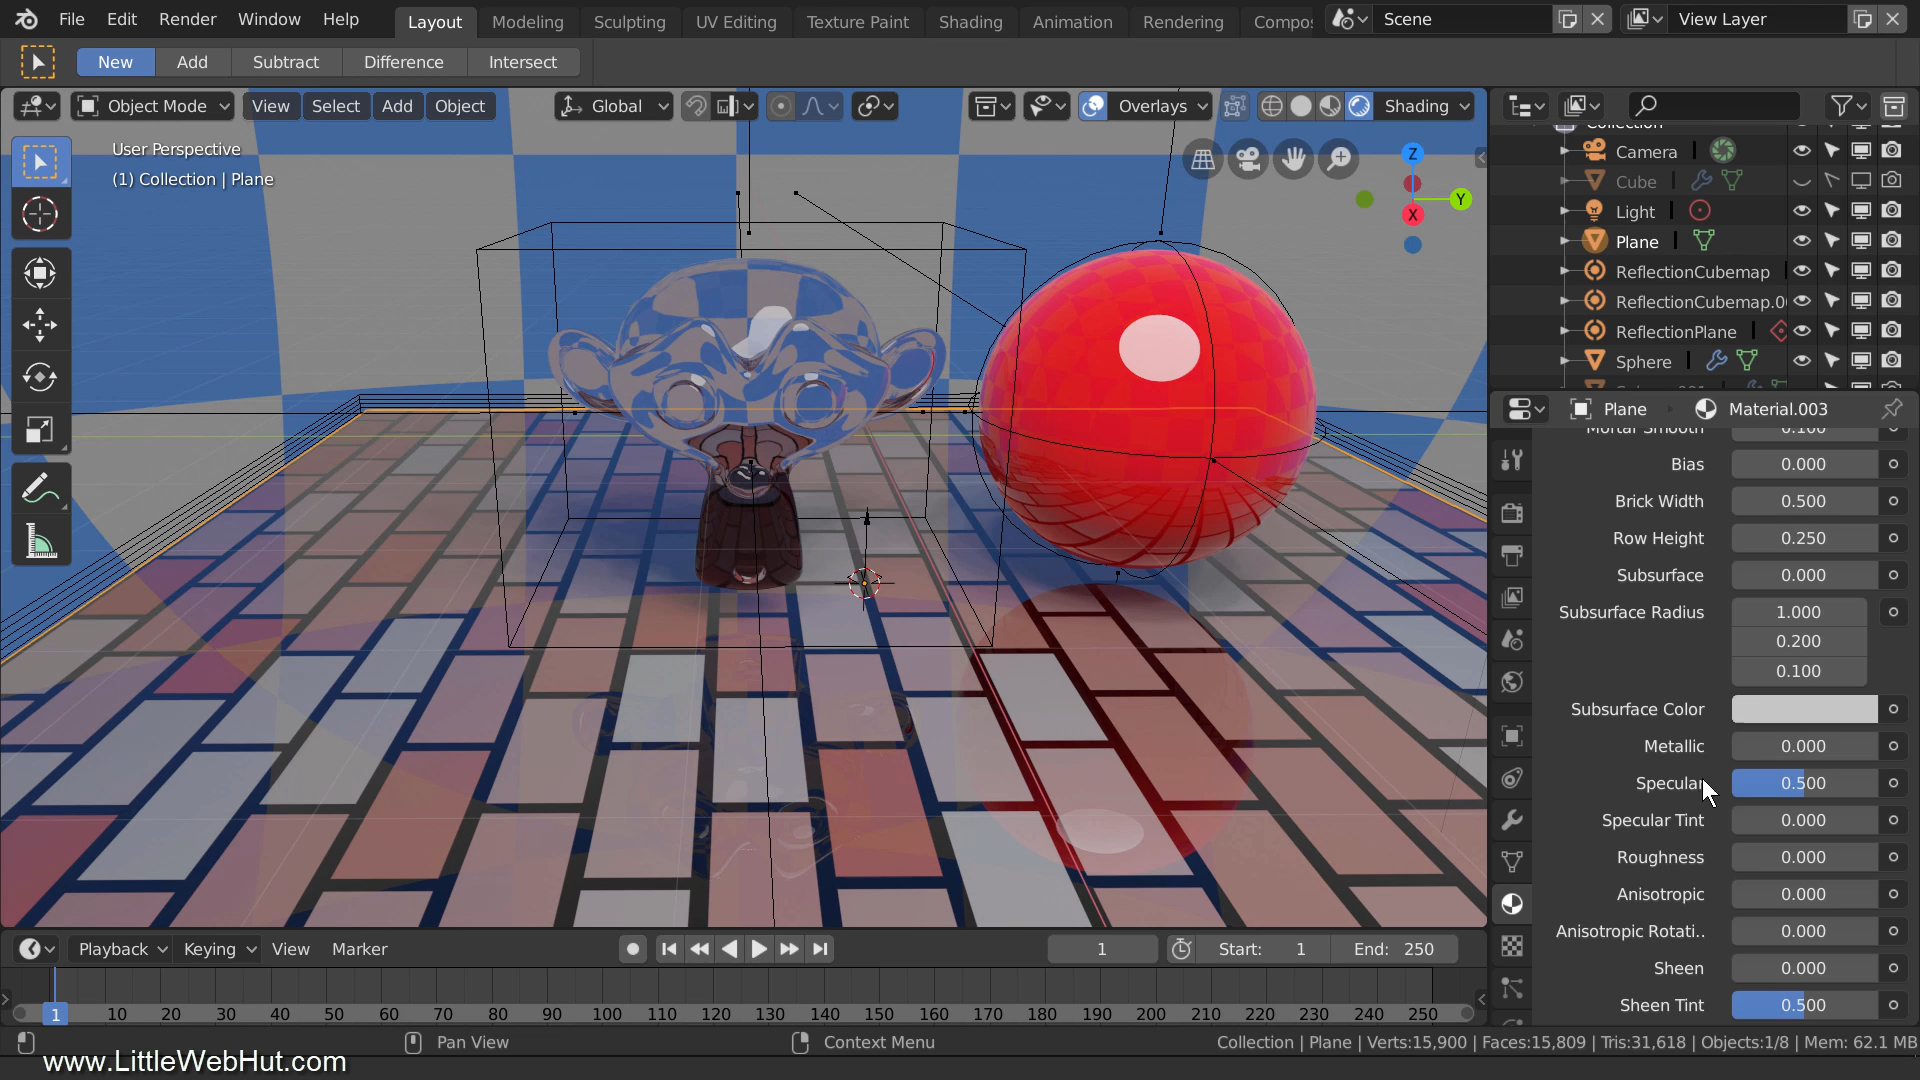 File Edit Render Window Help
Layout Modeling Sculpting UV Editing Texture Paint Shading Animation Rendering Compos
Scene
View Layer
New Add Subtract Difference Intersect
Object Mode View Select Add Object
Global
Overlays
Shading
User Perspective
(1) Collection | Plane
Z
Y
X
Collection
Camera
Cube
Light
Plane
ReflectionCubemap
ReflectionCubemap.0
ReflectionPlane
Sphere
Plane Material.003
Mortar Smooth 0.100
Bias 0.000
Brick Width 0.500
Row Height 0.250
Subsurface 0.000
Subsurface Radius 1.000
0.200
0.100
Subsurface Color
Metallic 0.000
Specular 0.500
Specular Tint 0.000
Roughness 0.000
Anisotropic 0.000
Anisotropic Rotati.. 0.000
Sheen 0.000
Sheen Tint 0.500
Playback Keying View Marker
1
Start: 1
End: 250
1 10 20 30 40 50 60 70 80 90 100 110 120 130 140 150 160 170 180 190 200 210 220 230 240 250
Pan View
Context Menu
Collection | Plane | Verts:15,900 | Faces:15,809 | Tris:31,618 | Objects:1/8 | Mem: 62.1 MB
www.LittleWebHut.com